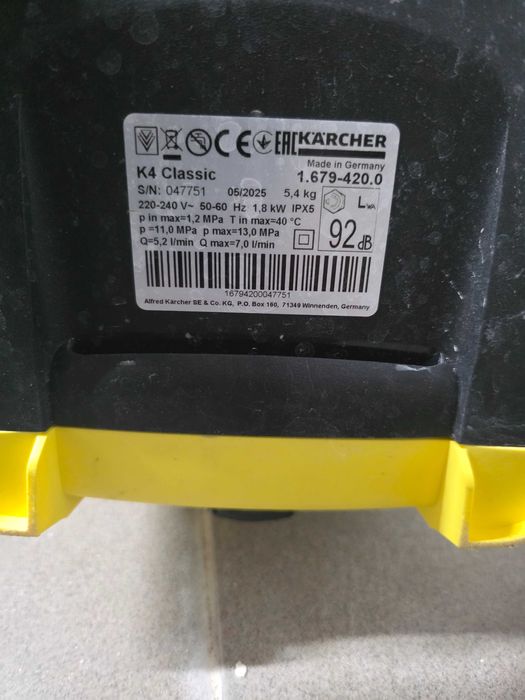 CE EAC KÄRCHER
Made in Germany
K4 Classic 1.679-420.0
S/N: 047751 05/2025 5,4 kg
220-240 V~ 50-60 Hz 1,8 kW IPX5
p in max=1,2 MPa T in max=40 °C
p =11,0 MPa p max=13,0 MPa
Q=5,2 l/min Q max=7,0 l/min
LWA
92 dB
16794200047751
Alfred Kärcher SE & Co. KG, P.O. Box 160, 71349 Winnenden, Germany